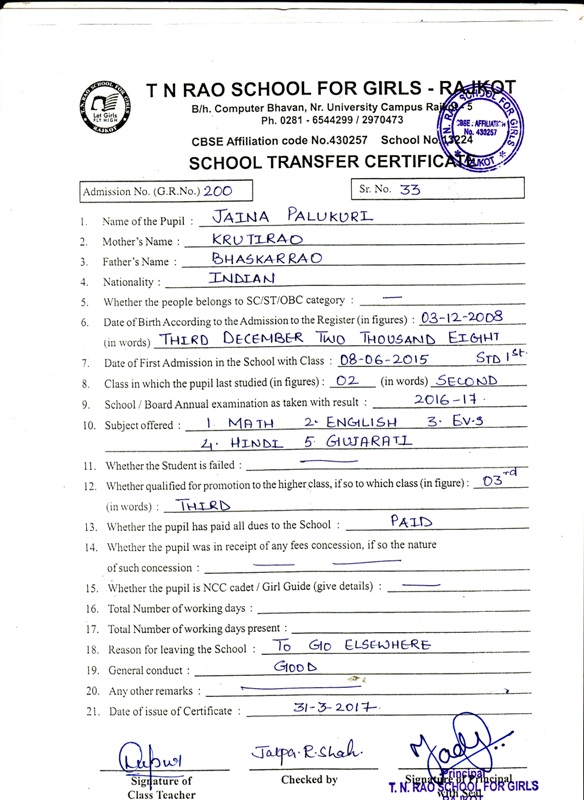 T. N. RAO SCHOOL FOR GIRLS
Let Girls
FLY HIGH
RAJKOT
T N RAO SCHOOL FOR GIRLS - RAJKOT
B/h. Computer Bhavan, Nr. University Campus Rajkot - 5
Ph. 0281 - 6544299 / 2970473
CBSE Affiliation code No.430257 School No.13224
T. N. RAO SCHOOL FOR GIRLS
CBSE. AFFILIATION
No. 430257
RAJKOT
SCHOOL TRANSFER CERTIFICATE
Admission No. (G.R.No.) 200 Sr. No. 33
1. Name of the Pupil : JAINA PALUKURI
2. Mother's Name : KRUTIRAO
3. Father's Name : BHASKARRAO
4. Nationality : INDIAN
5. Whether the people belongs to SC/ST/OBC category : —
6. Date of Birth According to the Admission to the Register (in figures) : 03-12-2008
(in words) THIRD DECEMBER TWO THOUSAND EIGHT
7. Date of First Admission in the School with Class : 08-06-2015 STD 1st.
8. Class in which the pupil last studied (in figures) : 02 (in words) SECOND
9. School / Board Annual examination as taken with result : 2016-17.
10. Subject offered : 1. MATH 2. ENGLISH 3. EV.S
4. HINDI 5. GUJARATI
11. Whether the Student is failed : —
12. Whether qualified for promotion to the higher class, if so to which class (in figure) : 03rd
(in words) : THIRD
13. Whether the pupil has paid all dues to the School : PAID
14. Whether the pupil was in receipt of any fees concession, if so the nature
of such concession : — —
15. Whether the pupil is NCC cadet / Girl Guide (give details) : —
16. Total Number of working days :
17. Total Number of working days present :
18. Reason for leaving the School : TO GO ELSEWHERE
19. General conduct : GOOD
20. Any other remarks : —
21. Date of issue of Certificate : 31-3-2017.
Jalpa.R.Shah.
Signature of
Class Teacher
Checked by
Signature of Principal
with Seal
Principal
T. N. RAO SCHOOL FOR GIRLS
RAJKOT